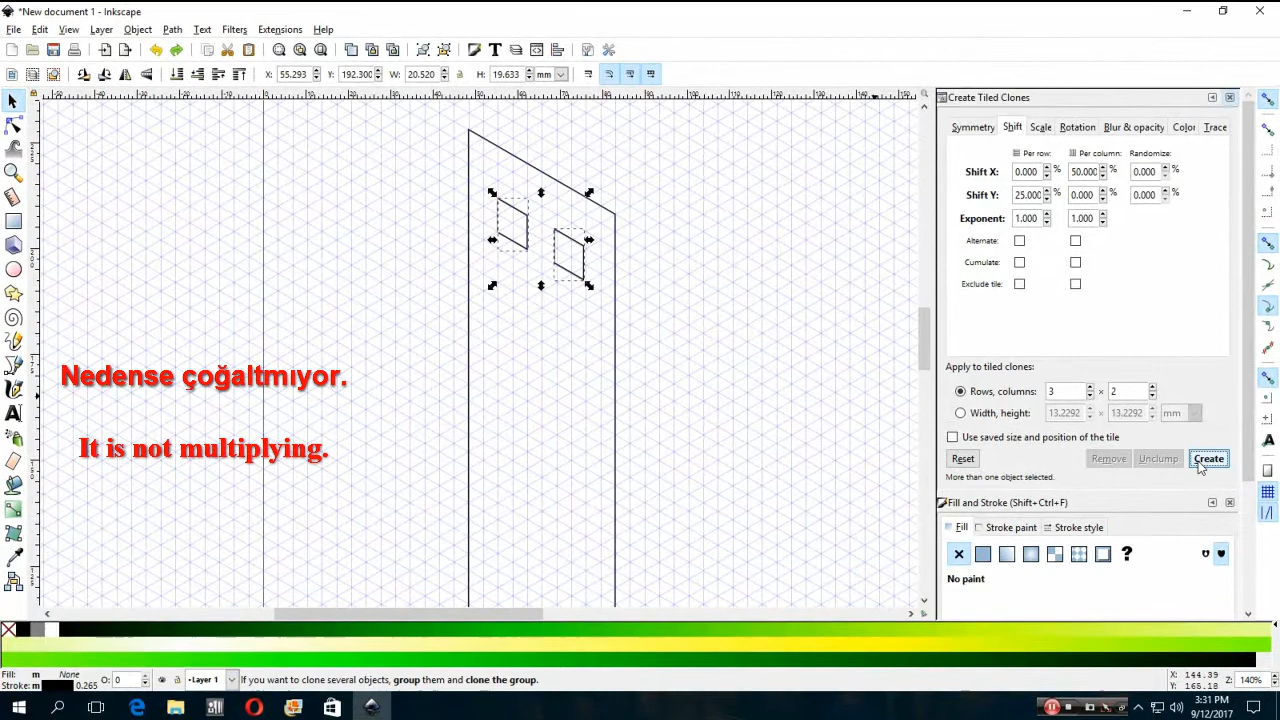 *New document 1 - Inkscape
File Edit View Layer Object Path Text Filters Extensions Help
X: 55.293 Y: 192.300 W: 20.520 H: 19.633 mm
Create Tiled Clones
Symmetry Shift Scale Rotation Blur & opacity Color Trace
Per row: Per column: Randomize:
Shift X: 0.000 % 50.000 % 0.000 %
Shift Y: 25.000 % 0.000 % 0.000 %
Exponent: 1.000 1.000
Alternate:
Cumulate:
Exclude tile:
Nedense çoğaltmıyor.
It is not multiplying.
Apply to tiled clones:
Rows, columns: 3 × 2
Width, height: 13.2292 × 13.2292 mm
Use saved size and position of the tile
Reset Remove Unclump Create
More than one object selected.
Fill and Stroke (Shift+Ctrl+F)
Fill Stroke paint Stroke style
No paint
Fill: m None
Stroke: m 0.265
O: 0
Layer 1
If you want to clone several objects, group them and clone the group.
X: 144.39
Y: 165.18
Z: 140%
3:31 PM
9/12/2017